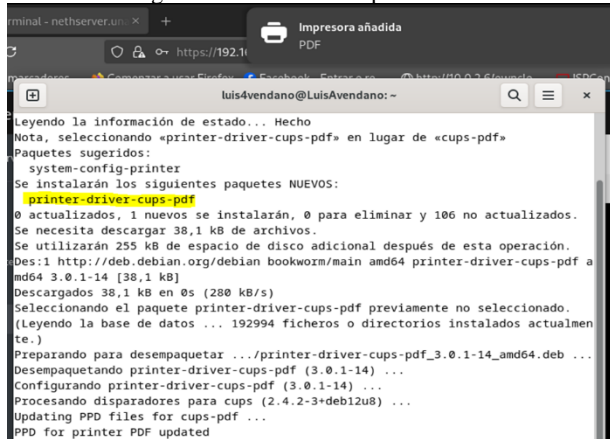 rminal - nethserver.una
Impresora añadida
PDF
https://192.1
luis4vendano@LuisAvendano: ~
Leyendo la información de estado... Hecho
Nota, seleccionando «printer-driver-cups-pdf» en lugar de «cups-pdf»
Paquetes sugeridos:
system-config-printer
Se instalarán los siguientes paquetes NUEVOS:
printer-driver-cups-pdf
0 actualizados, 1 nuevos se instalarán, 0 para eliminar y 106 no actualizados.
Se necesita descargar 38,1 kB de archivos.
Se utilizarán 255 kB de espacio de disco adicional después de esta operación.
Des:1 http://deb.debian.org/debian bookworm/main amd64 printer-driver-cups-pdf a
md64 3.0.1-14 [38,1 kB]
Descargados 38,1 kB en 0s (280 kB/s)
Seleccionando el paquete printer-driver-cups-pdf previamente no seleccionado.
(Leyendo la base de datos ... 192994 ficheros o directorios instalados actualmen
te.)
Preparando para desempaquetar .../printer-driver-cups-pdf_3.0.1-14_amd64.deb ...
Desempaquetando printer-driver-cups-pdf (3.0.1-14) ...
Configurando printer-driver-cups-pdf (3.0.1-14) ...
Procesando disparadores para cups (2.4.2-3+deb12u8) ...
Updating PPD files for cups-pdf ...
PPD for printer PDF updated